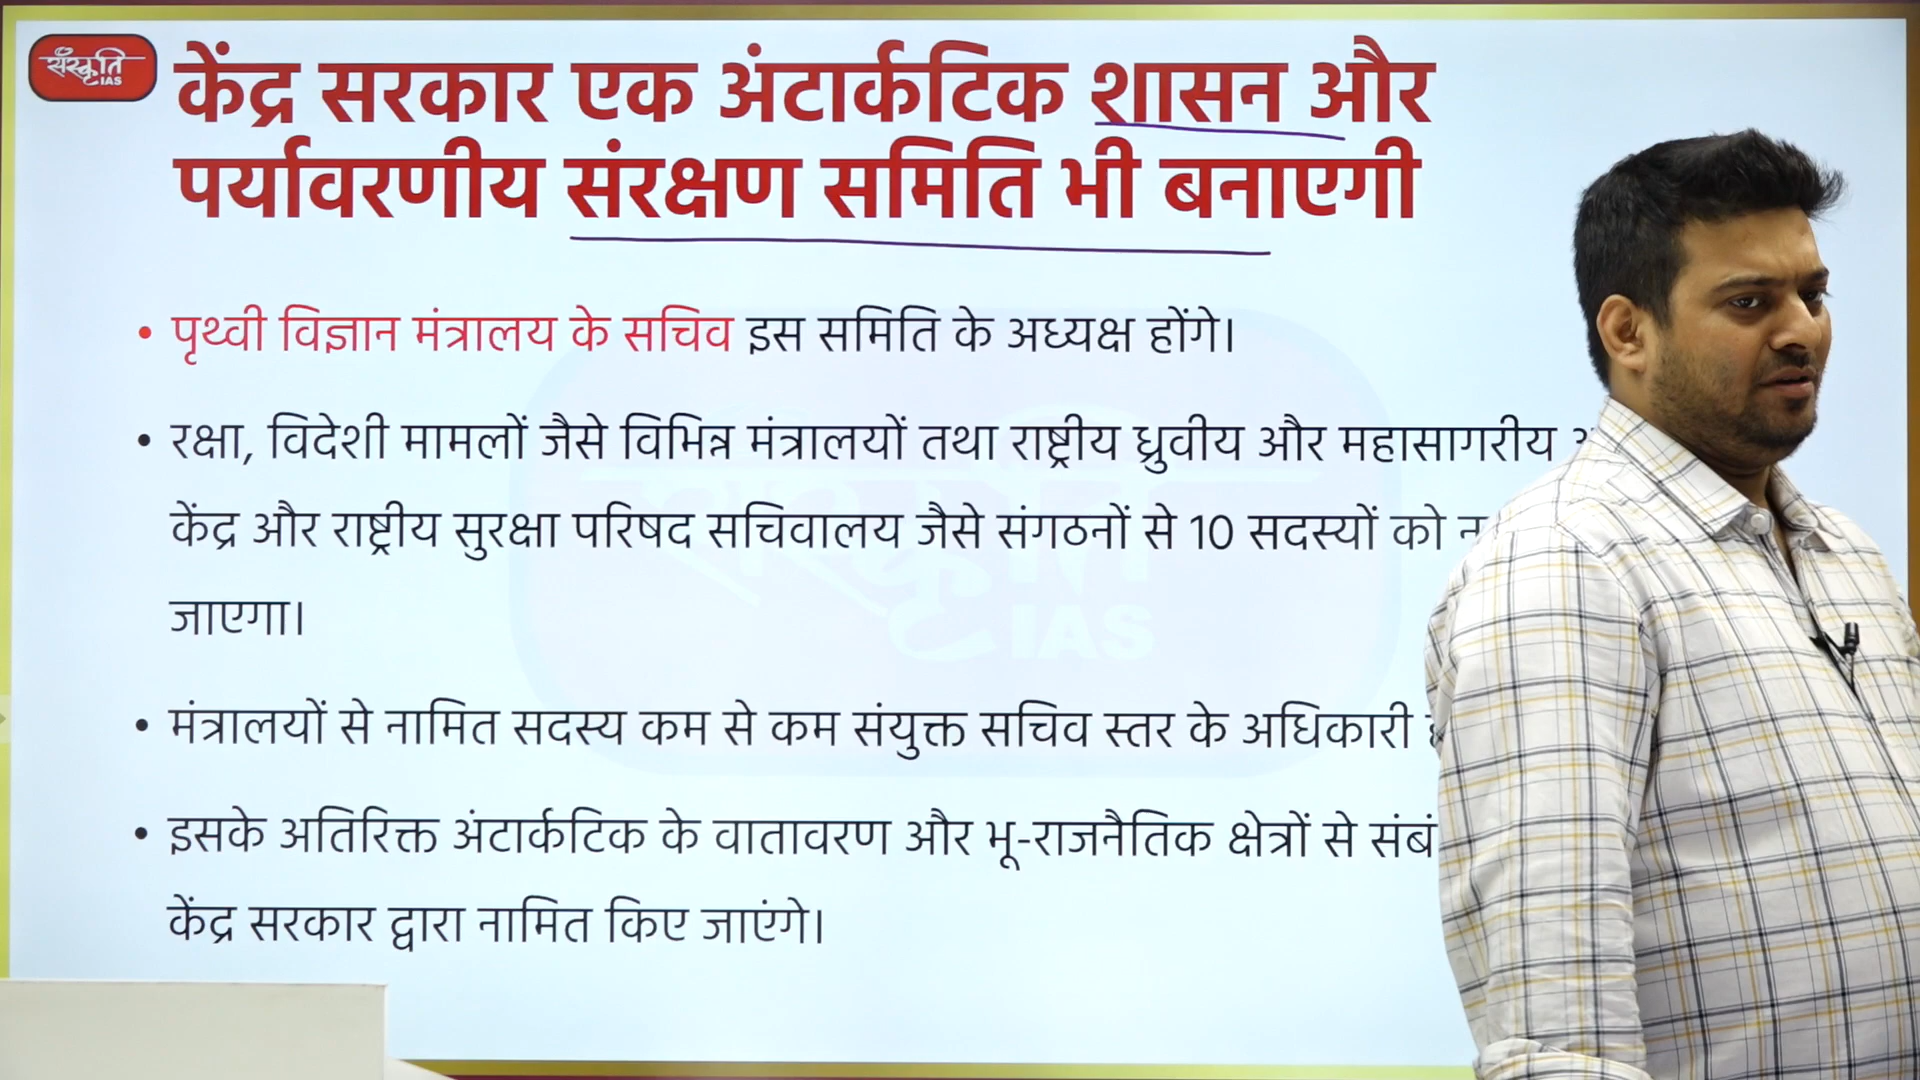 संस्कृति
IAS
केंद्र सरकार एक अंटार्कटिक शासन और
पर्यावरणीय संरक्षण समिति भी बनाएगी
• पृथ्वी विज्ञान मंत्रालय के सचिव इस समिति के अध्यक्ष होंगे।
• रक्षा, विदेशी मामलों जैसे विभिन्न मंत्रालयों तथा राष्ट्रीय ध्रुवीय और महासागरीय
केंद्र और राष्ट्रीय सुरक्षा परिषद सचिवालय जैसे संगठनों से 10 सदस्यों को
जाएगा।
• मंत्रालयों से नामित सदस्य कम से कम संयुक्त सचिव स्तर के अधिकारी
• इसके अतिरिक्त अंटार्कटिक के वातावरण और भू-राजनैतिक क्षेत्रों से
केंद्र सरकार द्वारा नामित किए जाएंगे।
संस्कृति
IAS